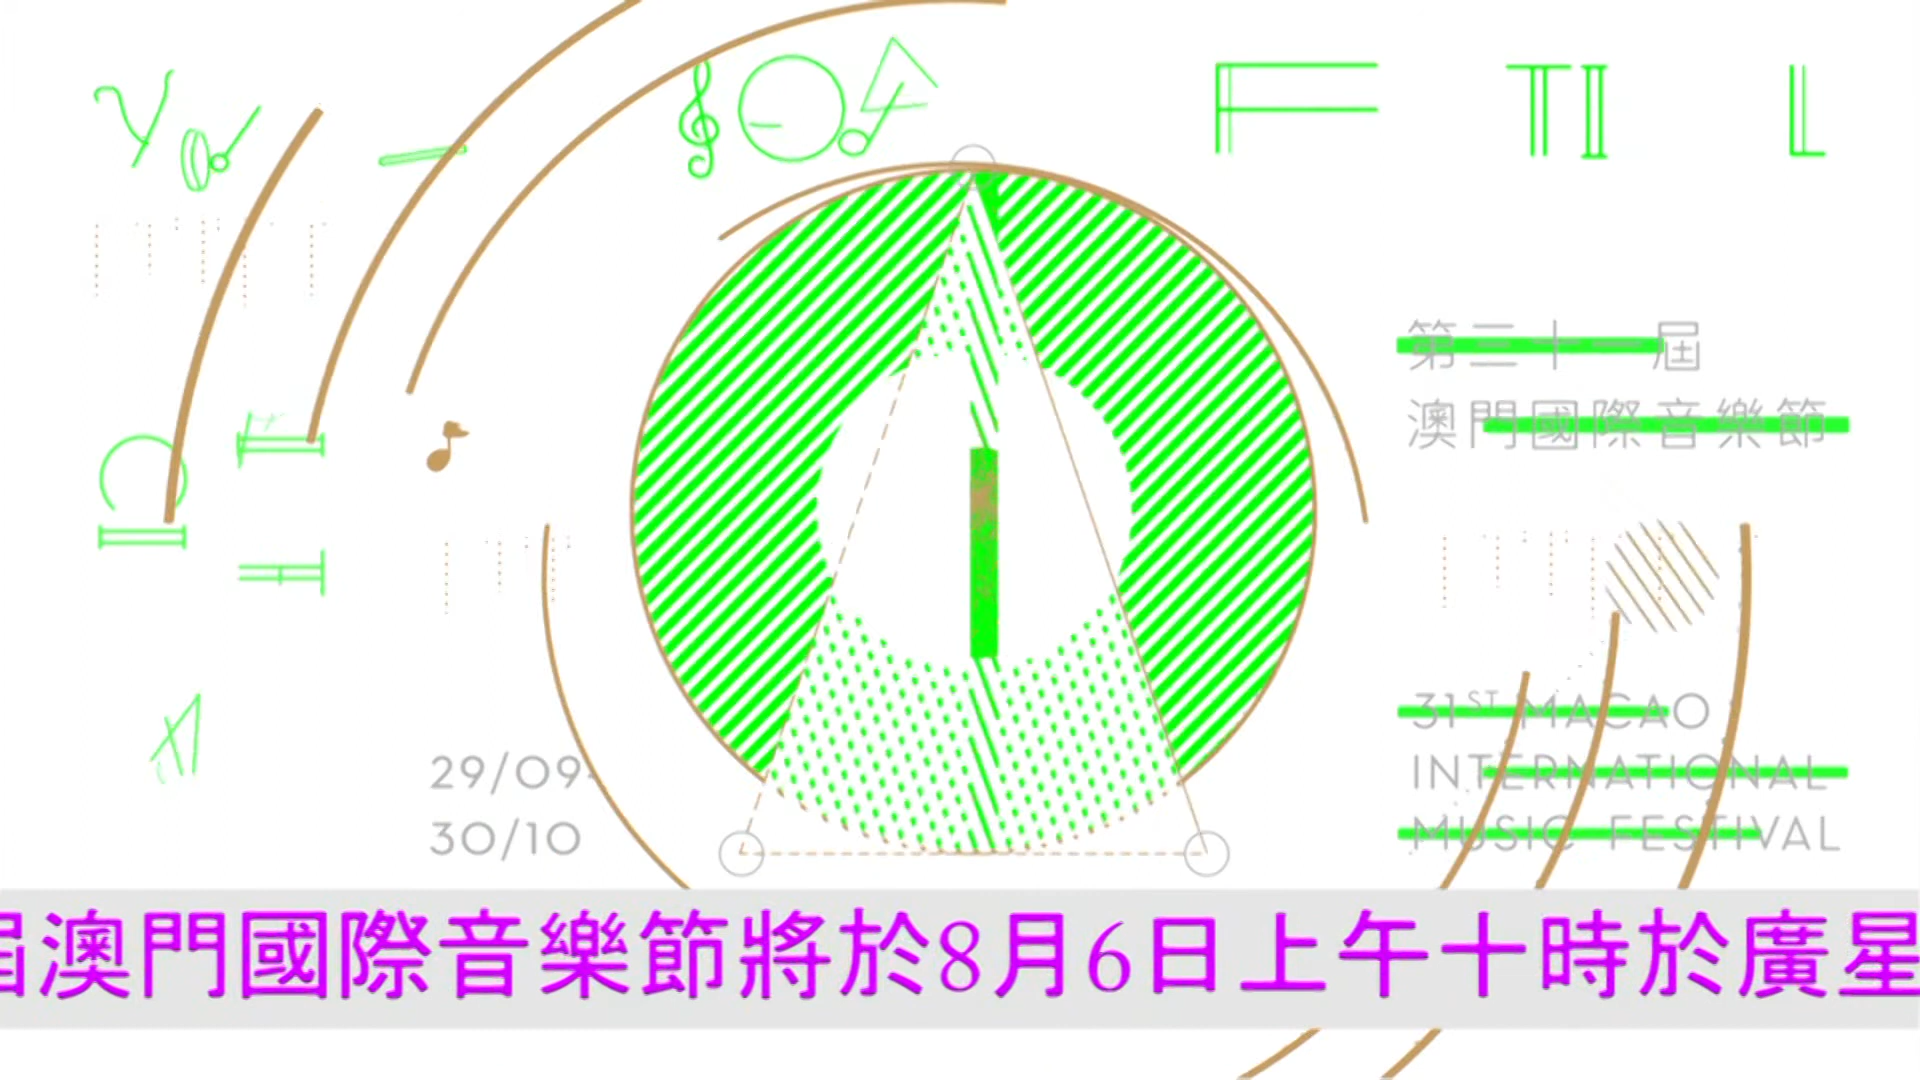 第三十一屆
澳門國際音樂節
31ST MACAO
INTERNATIONAL
MUSIC FESTIVAL
29/09-
30/10
屆澳門國際音樂節將於8月6日上午十時於廣星